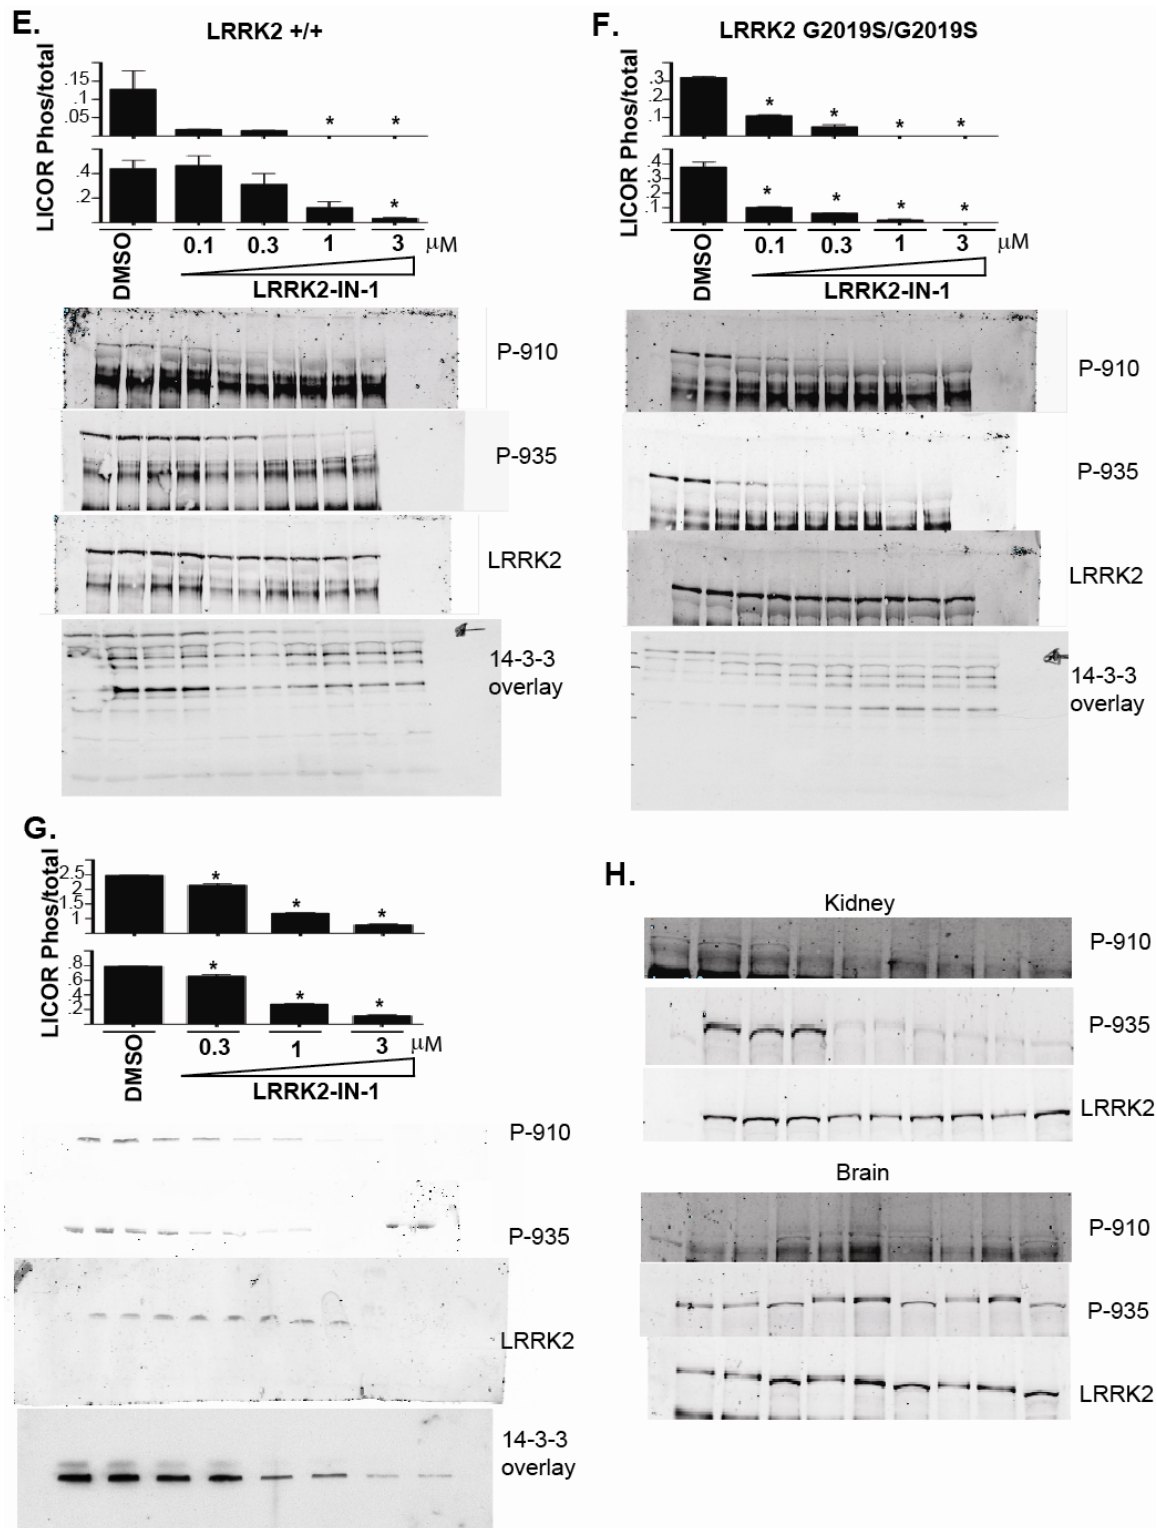 E.
LRRK2 +/+
LICOR Phos/total
.15
.1
.05
* *
.4
.2
*
DMSO
0.1 0.3 1 3 μM
LRRK2-IN-1
P-910
P-935
LRRK2
14-3-3
overlay
F.
LRRK2 G2019S/G2019S
LICOR Phos/total
.3
.2
.1
* * * *
.4
.3
.2
.1
* * * *
DMSO
0.1 0.3 1 3 μM
LRRK2-IN-1
P-910
P-935
LRRK2
14-3-3
overlay
G.
LICOR Phos/total
2.5
2
1.5
1
* * *
.8
.6
.4
.2
* * *
DMSO
0.3 1 3 μM
LRRK2-IN-1
P-910
P-935
LRRK2
14-3-3
overlay
H.
Kidney
P-910
P-935
LRRK2
Brain
P-910
P-935
LRRK2